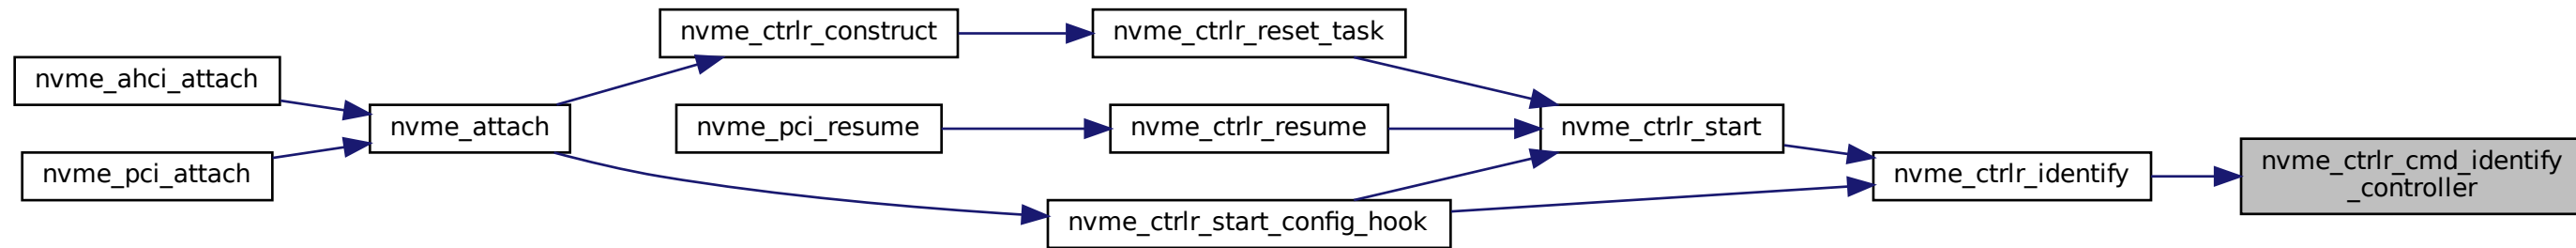 nvme_ahci_attach
nvme_pci_attach
nvme_attach
nvme_ctrlr_construct
nvme_pci_resume
nvme_ctrlr_start_config_hook
nvme_ctrlr_reset_task
nvme_ctrlr_resume
nvme_ctrlr_start
nvme_ctrlr_identify
nvme_ctrlr_cmd_identify
_controller